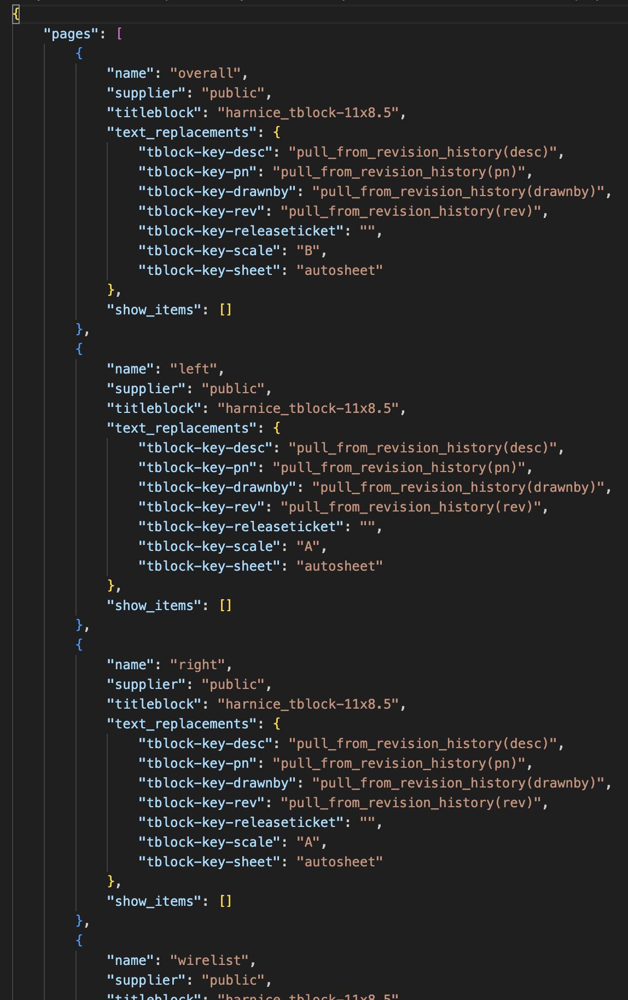 {
"pages": [
{
"name": "overall",
"supplier": "public",
"titleblock": "harnice_tblock-11x8.5",
"text_replacements": {
"tblock-key-desc": "pull_from_revision_history(desc)",
"tblock-key-pn": "pull_from_revision_history(pn)",
"tblock-key-drawnby": "pull_from_revision_history(drawnby)",
"tblock-key-rev": "pull_from_revision_history(rev)",
"tblock-key-releaseticket": "",
"tblock-key-scale": "B",
"tblock-key-sheet": "autosheet"
},
"show_items": []
},
{
"name": "left",
"supplier": "public",
"titleblock": "harnice_tblock-11x8.5",
"text_replacements": {
"tblock-key-desc": "pull_from_revision_history(desc)",
"tblock-key-pn": "pull_from_revision_history(pn)",
"tblock-key-drawnby": "pull_from_revision_history(drawnby)",
"tblock-key-rev": "pull_from_revision_history(rev)",
"tblock-key-releaseticket": "",
"tblock-key-scale": "A",
"tblock-key-sheet": "autosheet"
},
"show_items": []
},
{
"name": "right",
"supplier": "public",
"titleblock": "harnice_tblock-11x8.5",
"text_replacements": {
"tblock-key-desc": "pull_from_revision_history(desc)",
"tblock-key-pn": "pull_from_revision_history(pn)",
"tblock-key-drawnby": "pull_from_revision_history(drawnby)",
"tblock-key-rev": "pull_from_revision_history(rev)",
"tblock-key-releaseticket": "",
"tblock-key-scale": "A",
"tblock-key-sheet": "autosheet"
},
"show_items": []
},
{
"name": "wirelist",
"supplier": "public",
"titleblock": "harnice_tblock-11x8.5"